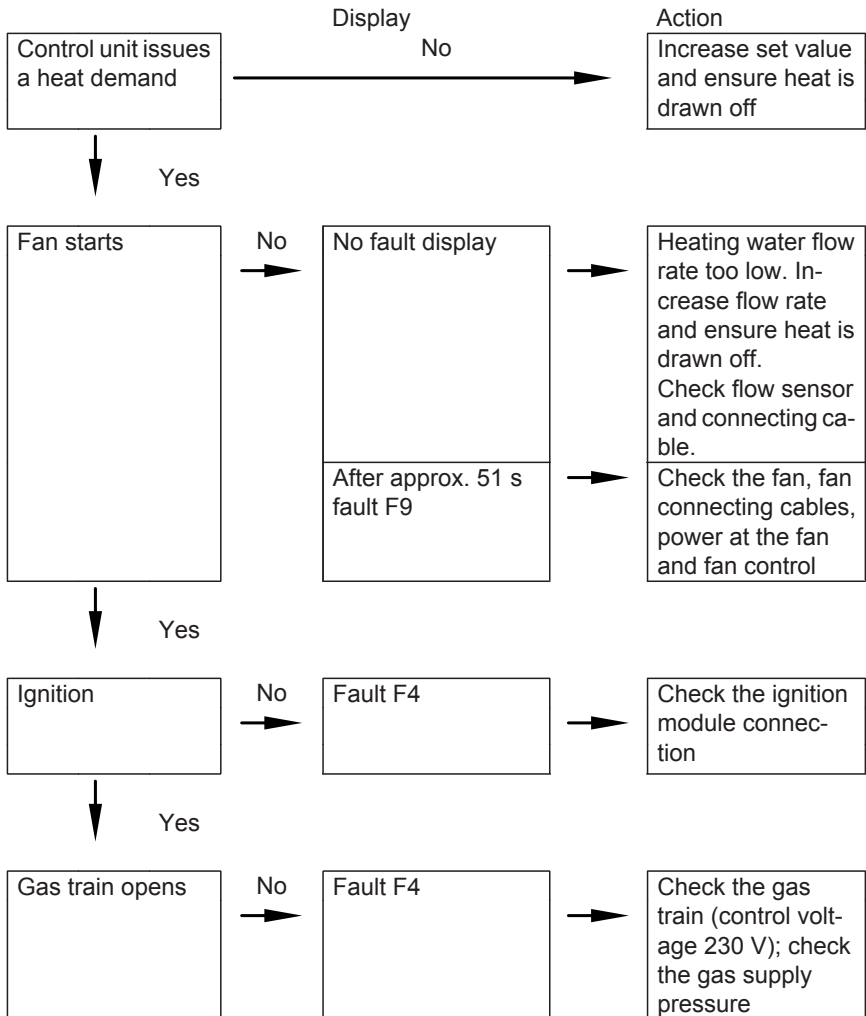 Display
Action
Control unit issues
a heat demand
No
Increase set value
and ensure heat is
drawn off
Yes
Fan starts
No
No fault display
Heating water flow
rate too low. In-
crease flow rate
and ensure heat is
drawn off.
Check flow sensor
and connecting ca-
ble.
After approx. 51 s
fault F9
Check the fan, fan
connecting cables,
power at the fan
and fan control
Yes
Ignition
No
Fault F4
Check the ignition
module connec-
tion
Yes
Gas train opens
No
Fault F4
Check the gas
train (control volt-
age 230 V); check
the gas supply
pressure